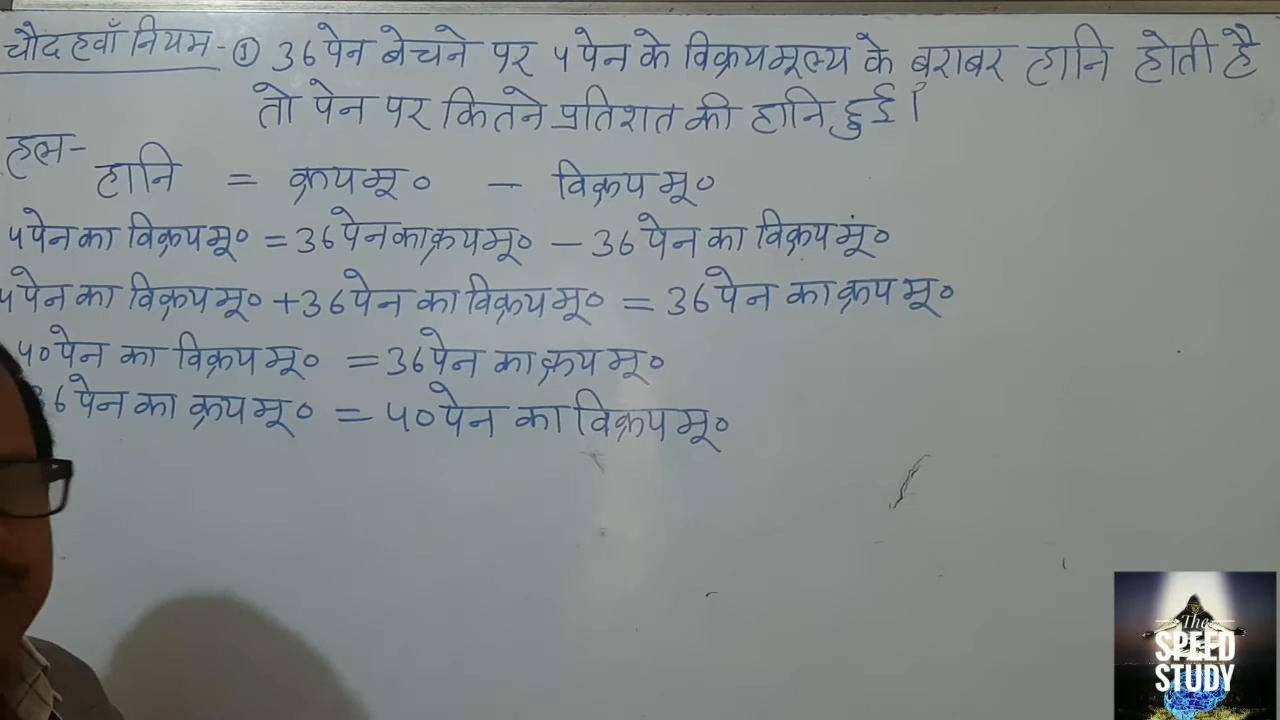 चौदहवाँ नियम - ① 36 पेन बेचने पर 4 पेन के विक्रयमूल्य के बराबर हानि होती है
तो पेन पर कितने प्रतिशत की हानि हुई।
हल-
हानि = क्रयमू० - विक्रयमू०
4 पेन का विक्रयमू० = 36 पेन का क्रयमू० - 36 पेन का विक्रयमूं०
4 पेन का विक्रयमू० + 36 पेन का विक्रयमू० = 36 पेन का क्रयमू०
40 पेन का विक्रयमू० = 36 पेन का क्रयमू०
36 पेन का क्रयमू० = 40 पेन का विक्रयमू०
The
SPEED
STUDY